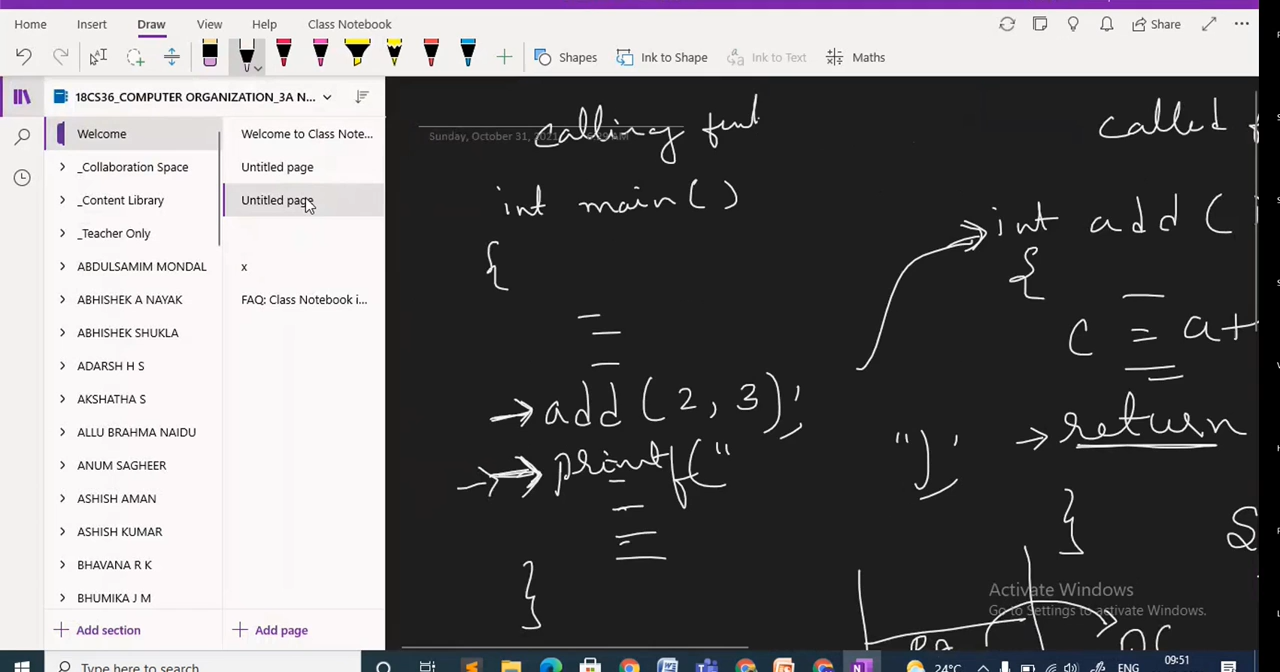 Home Insert Draw View Help Class Notebook
Share
Shapes Ink to Shape Ink to Text Maths
18CS36_COMPUTER ORGANIZATION_3A N...
Welcome
_Collaboration Space
_Content Library
_Teacher Only
ABDULSAMIM MONDAL
ABHISHEK A NAYAK
ABHISHEK SHUKLA
ADARSH H S
AKSHATHA S
ALLU BRAHMA NAIDU
ANUM SAGHEER
ASHISH AMAN
ASHISH KUMAR
BHAVANA R K
BHUMIKA J M
Add section
Welcome to Class Note...
Untitled page
Untitled page
x
FAQ: Class Notebook i...
Add page
Sunday, October 31, 2021
calling
int main()
{
add (2, 3);
printf(" ");
}
called
int add (
{
c = a+
return
}
Activate Windows
Go to Settings to activate Windows.
Type here to search
24°C
ENG
09:51